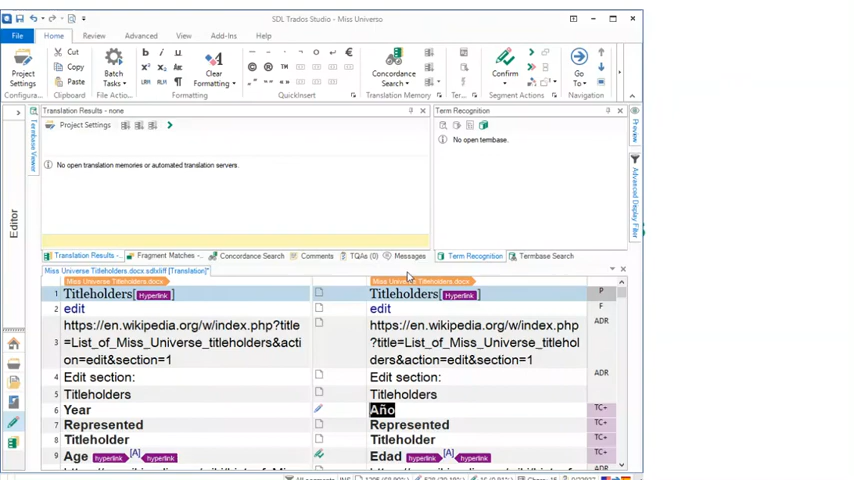 SDL Trados Studio - Miss Universo
File
Home
Review
Advanced
View
Add-Ins
Help
Project
Settings
Cut
Copy
Paste
Batch
Tasks
Clear
Formatting
Concordance
Search
Confirm
Go
To
Configura...
Clipboard
File Actio...
Formatting
QuickInsert
Translation Memory
Ter...
Segment Actions
Navigation
Translation Results - none
Term Recognition
Project Settings
No open translation memories or automated translation servers.
No open termbase.
Termbase Viewer
Preview
Advanced Display Filter
Editor
Translation Results -...
Fragment Matches -...
Concordance Search
Comments
TQAs (0)
Messages
Term Recognition
Termbase Search
Miss Universe Titleholders.docx.sdlxliff [Translation]*
Miss Universe Titleholders.docx
Miss Universe Titleholders.docx
1 Titleholders[Hyperlink] Titleholders[Hyperlink] P
2 edit edit F
https://en.wikipedia.org/w/index.php?title https://en.wikipedia.org/w/index.php ADR
3 =List_of_Miss_Universe_titleholders&acti ?title=List_of_Miss_Universe_titlehol
on=edit&section=1 ders&action=edit&section=1
4 Edit section: Edit section: ADR
5 Titleholders Titleholders
6 Year Año TC+
7 Represented Represented TC+
8 Titleholder Titleholder TC+
9 Age hyperlink [A] hyperlink Edad hyperlink [A] hyperlink TC+